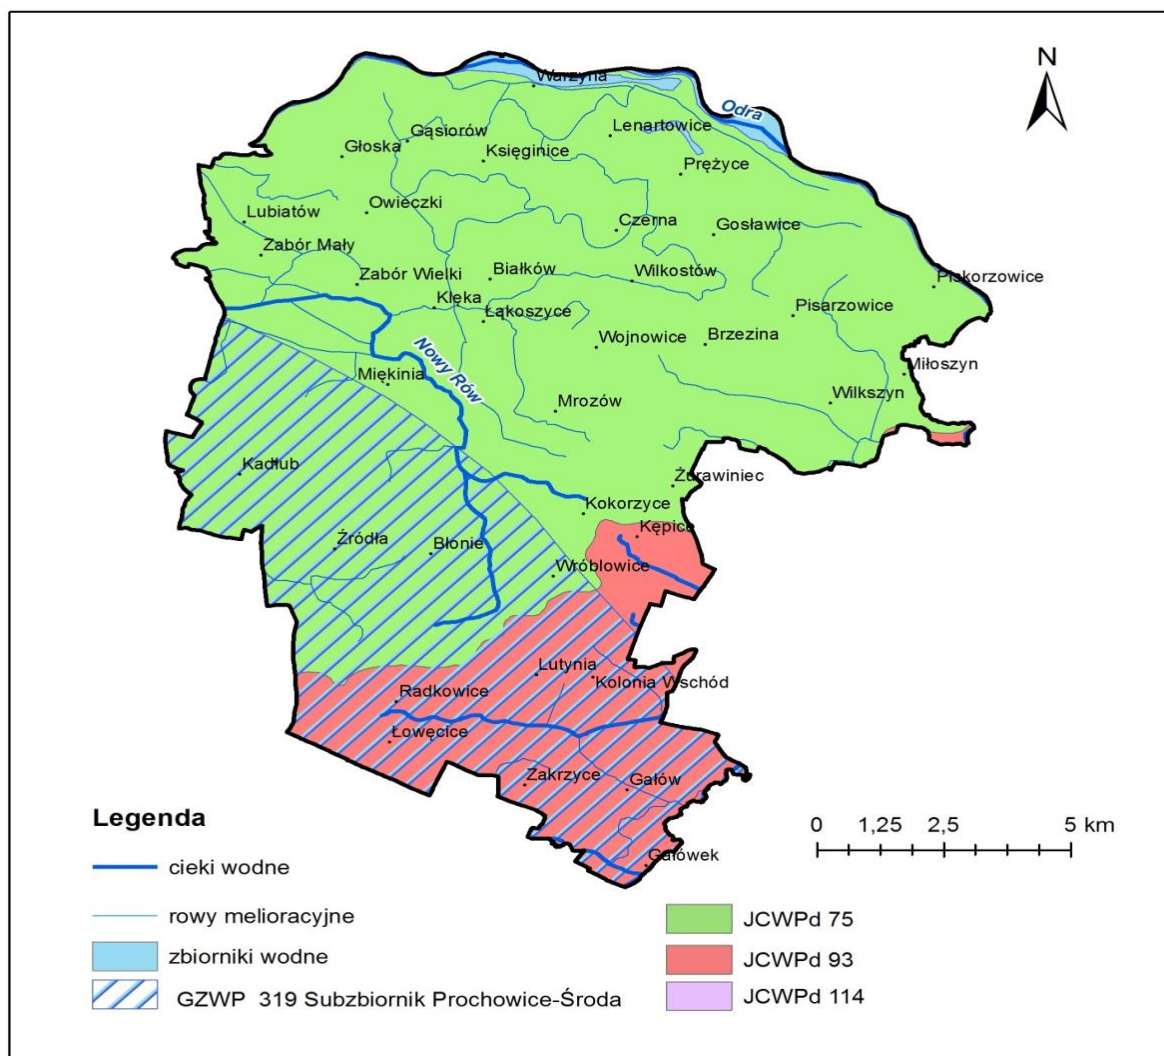 N
Warzyna
Odra
Lenartowice
Gąsiorów
Głoska
Księginice
Prężyce
Owieczki
Lubiatów
Czerna
Gosławice
Zabór Mały
Zabór Wielki
Białków
Wilkostów
Piskorzowice
Klęka
Łąkoszyce
Pisarzowice
Wojnowice
Brzezina
Nowy Rów
Miłoszyn
Miękinia
Mrozów
Wilkszyn
Kadłub
Żurawiniec
Kokorzyce
Kępice
Źródła
Błonie
Wróblowice
Lutynia
Kolonia Wschód
Radkowice
Łowęcice
Zakrzyce
Gałów
Gałówek
0 1,25 2,5 5 km
Legenda
cieki wodne
rowy melioracyjne
zbiorniki wodne
GZWP 319 Subzbiornik Prochowice-Środa
JCWPd 75
JCWPd 93
JCWPd 114